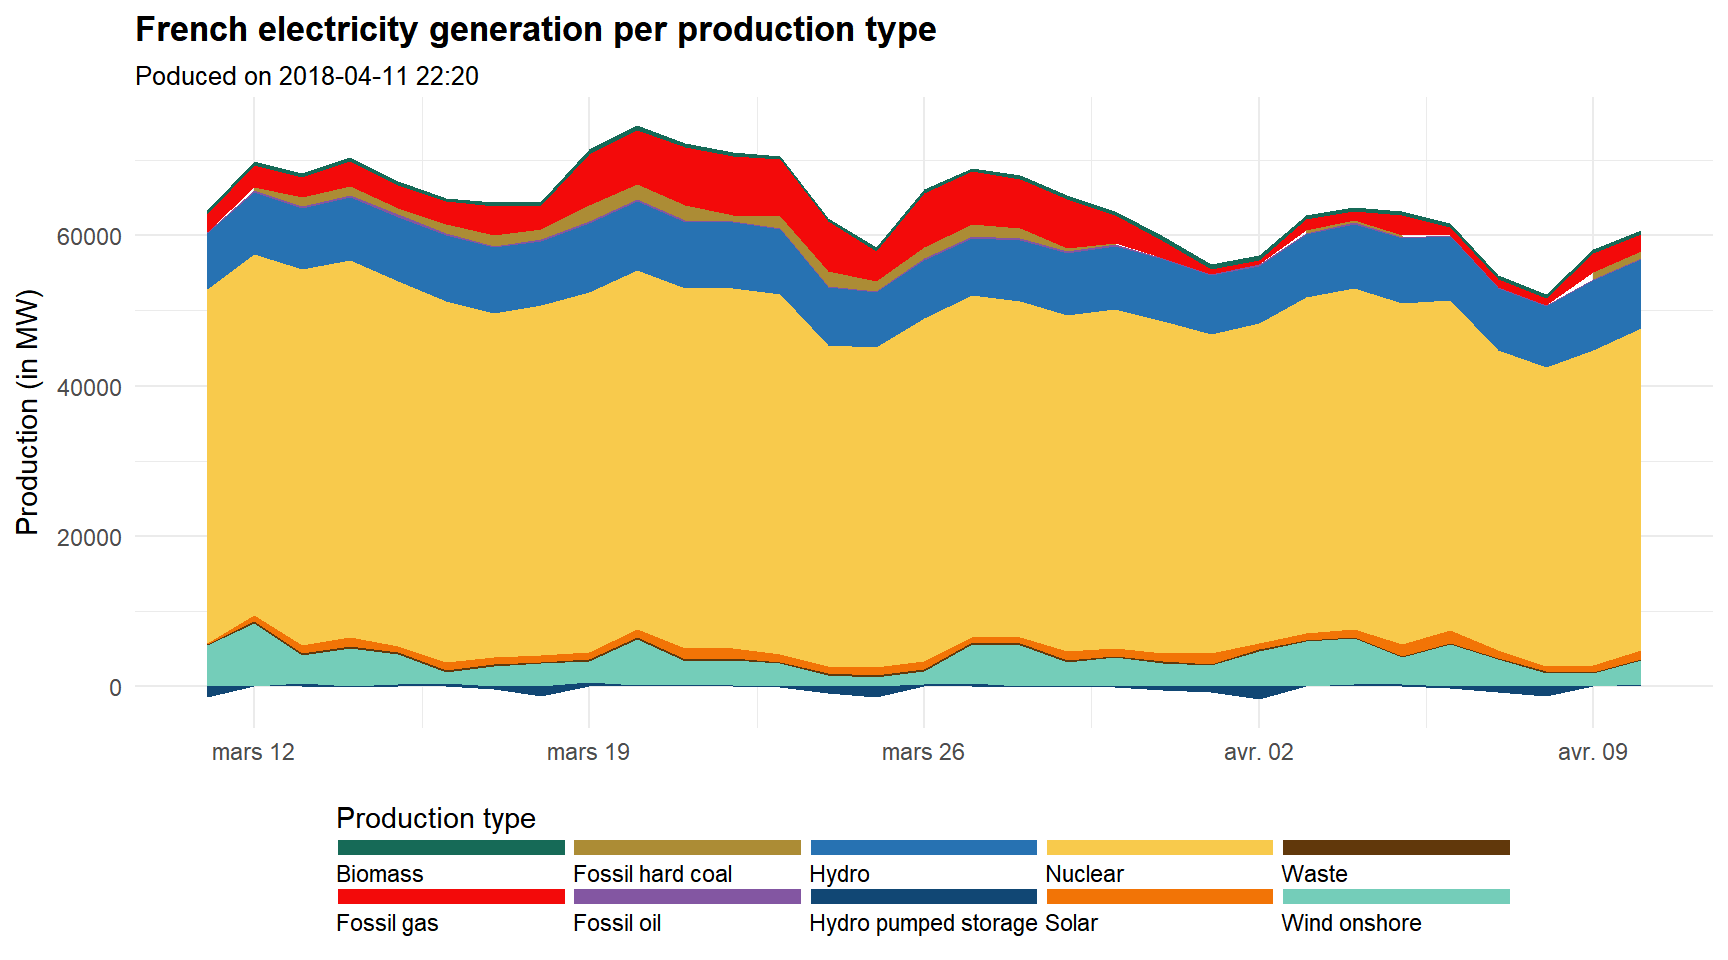 French electricity generation per production type
Poduced on 2018-04-11 22:20
Production (in MW)
60000
40000
20000
0
mars 12 mars 19 mars 26 avr. 02 avr. 09
Production type
Biomass Fossil hard coal Hydro Nuclear Waste
Fossil gas Fossil oil Hydro pumped storage Solar Wind onshore